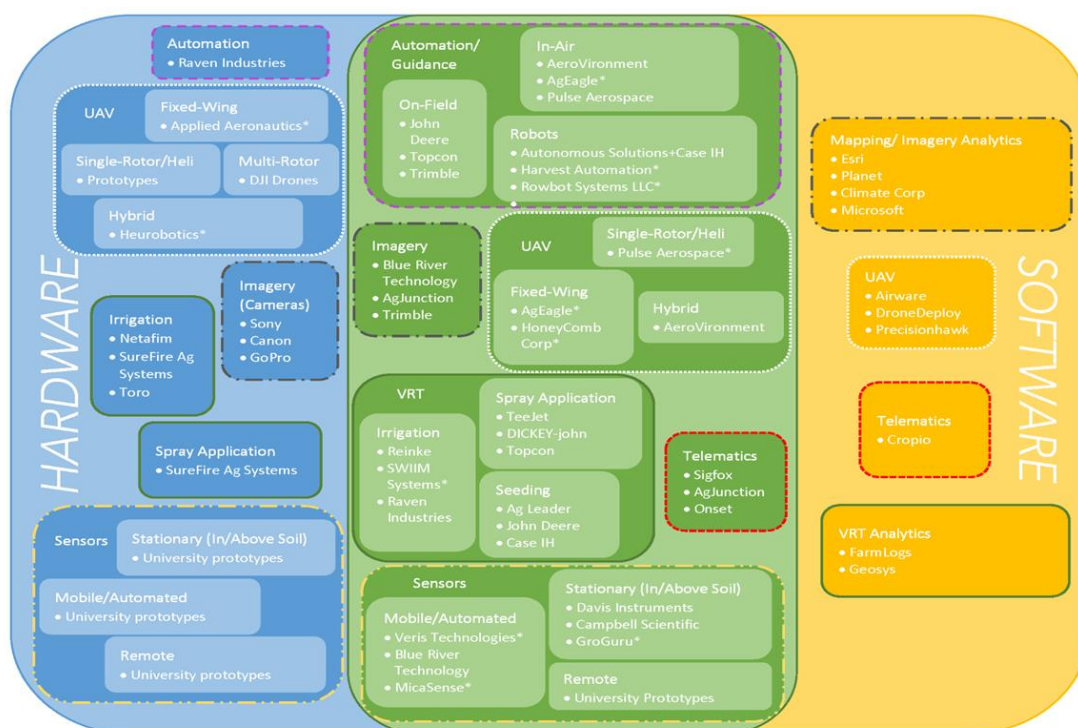 HARDWARE
Automation
• Raven Industries
UAV
Fixed-Wing
• Applied Aeronautics*
Single-Rotor/Heli
• Prototypes
Multi-Rotor
• DJI Drones
Hybrid
• Heurobotics*
Imagery
(Cameras)
• Sony
• Canon
• GoPro
Irrigation
• Netafim
• SureFire Ag
Systems
• Toro
Spray Application
• SureFire Ag Systems
Sensors
Stationary (In/Above Soil)
• University prototypes
Mobile/Automated
• University prototypes
Remote
• University prototypes
Automation/
Guidance
On-Field
• John
Deere
• Topcon
• Trimble
In-Air
• AeroVironment
• AgEagle*
• Pulse Aerospace
Robots
• Autonomous Solutions+Case IH
• Harvest Automation*
• Rowbot Systems LLC*
•
Imagery
• Blue River
Technology
• AgJunction
• Trimble
UAV
Single-Rotor/Heli
• Pulse Aerospace*
Fixed-Wing
• AgEagle*
• HoneyComb
Corp*
Hybrid
• AeroVironment
VRT
Irrigation
• Reinke
• SWIIM
Systems*
• Raven
Industries
Spray Application
• TeeJet
• DICKEY-john
• Topcon
Seeding
• Ag Leader
• John Deere
• Case IH
Telematics
• Sigfox
• AgJunction
• Onset
Sensors
Mobile/Automated
• Veris Technologies*
• Blue River
Technology
• MicaSense*
Stationary (In/Above Soil)
• Davis Instruments
• Campbell Scientific
• GroGuru*
Remote
• University Prototypes
SOFTWARE
Mapping/ Imagery Analytics
• Esri
• Planet
• Climate Corp
• Microsoft
UAV
• Airware
• DroneDeploy
• Precisionhawk
Telematics
• Cropio
VRT Analytics
• FarmLogs
• Geosys